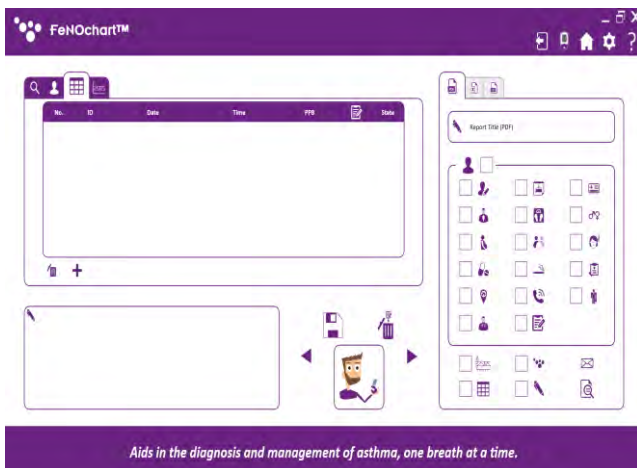 FeNOchart™
?
No. ID Date Time PPB State
Report Title (PDF)
Aids in the diagnosis and management of asthma, one breath at a time.